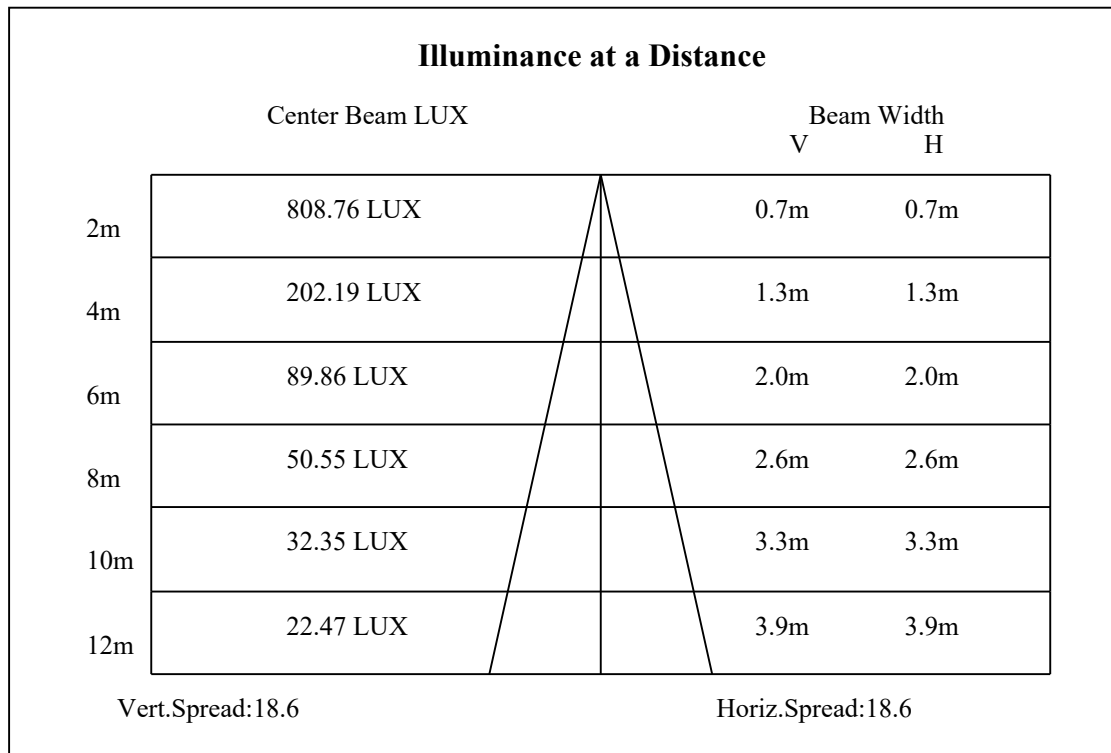 Illuminance at a Distance
Center Beam LUX Beam Width
V H
2m 808.76 LUX 0.7m 0.7m
4m 202.19 LUX 1.3m 1.3m
6m 89.86 LUX 2.0m 2.0m
8m 50.55 LUX 2.6m 2.6m
10m 32.35 LUX 3.3m 3.3m
12m 22.47 LUX 3.9m 3.9m
Vert.Spread:18.6 Horiz.Spread:18.6